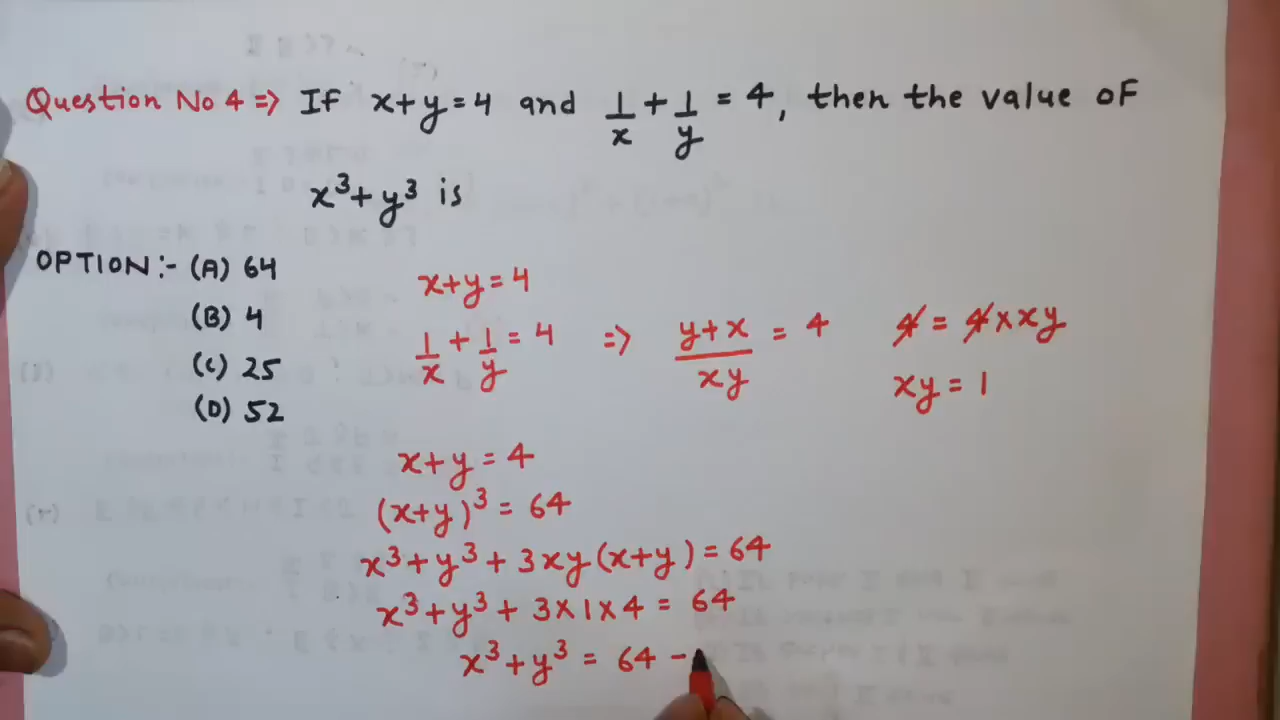 Question No 4 => If x+y=4 and 1/x + 1/y = 4, then the value of
x³+y³ is
OPTION:- (A) 64
(B) 4
(C) 25
(D) 52
x+y=4
1/x + 1/y = 4 => (y+x)/xy = 4 4 = 4×xy
xy = 1
x+y = 4
(x+y)³ = 64
x³+y³+3xy(x+y) = 64
x³+y³+3×1×4 = 64
x³+y³ = 64 -